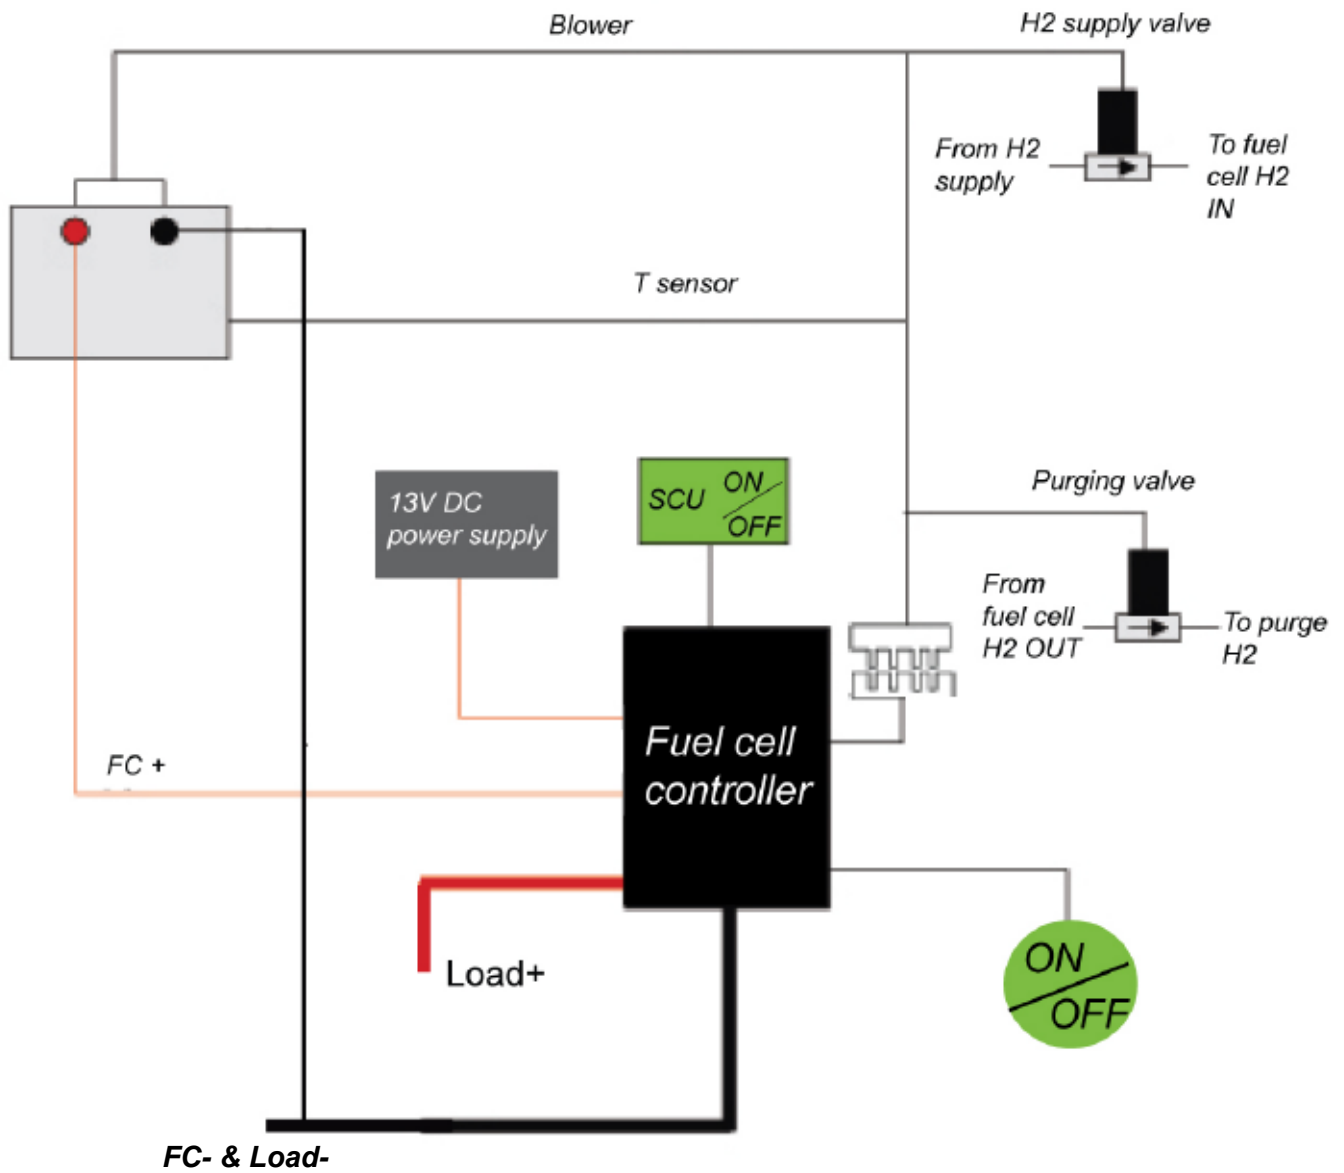 Blower
H2 supply valve
From H2
supply
To fuel
cell H2
IN
T sensor
13V DC
power supply
SCU ON
OFF
Purging valve
From
fuel cell
H2 OUT
To purge
H2
Fuel cell
controller
FC +
Load+
ON
OFF
FC- & Load-